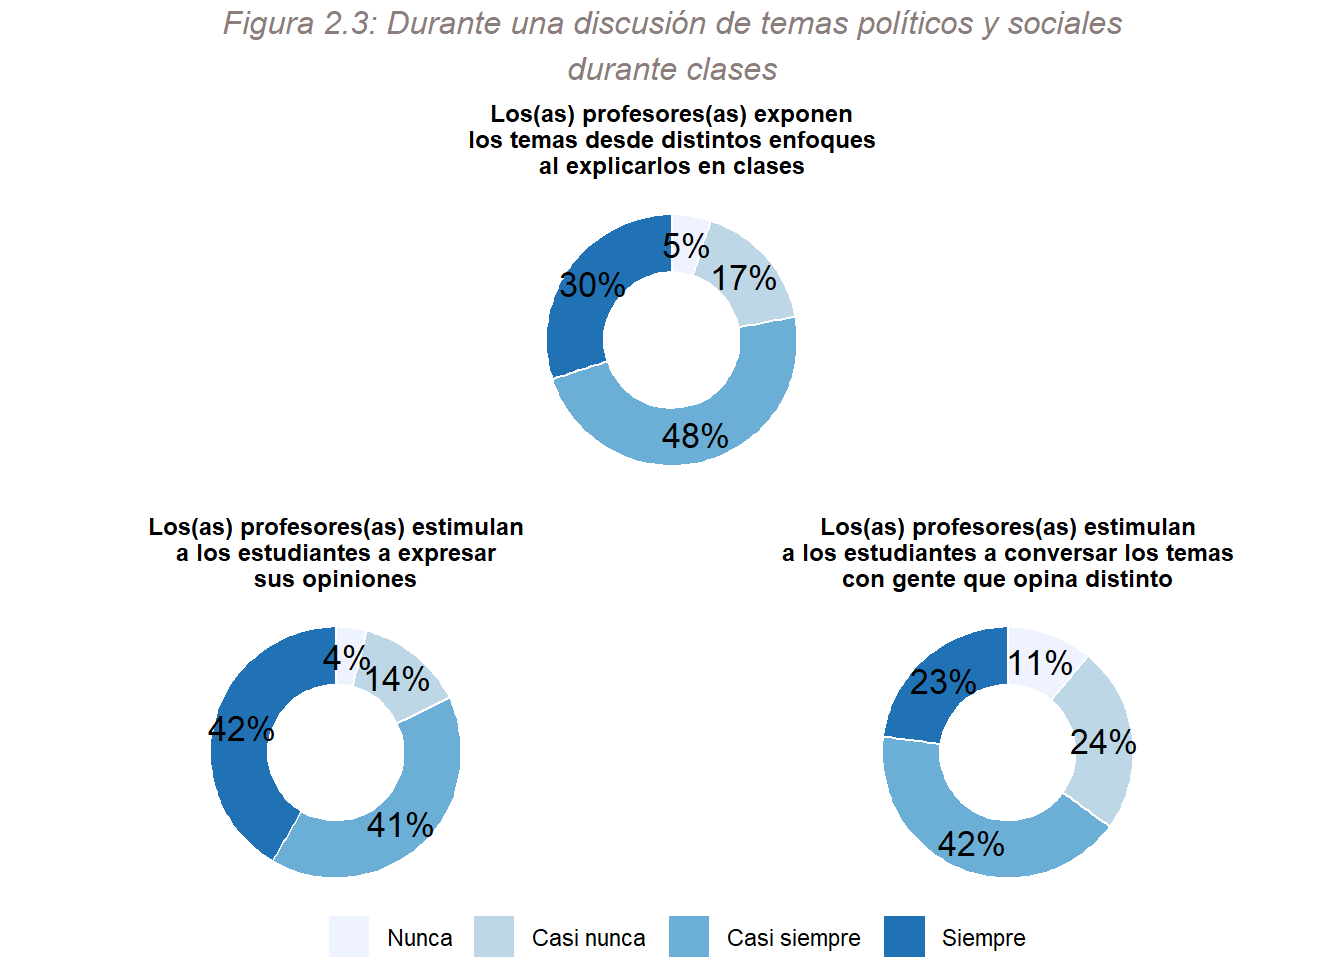 Figura 2.3: Durante una discusión de temas políticos y sociales
durante clases
Los(as) profesores(as) exponen
los temas desde distintos enfoques
al explicarlos en clases
5%
17%
30%
48%
Los(as) profesores(as) estimulan
a los estudiantes a expresar
sus opiniones
4%
14%
42%
41%
Los(as) profesores(as) estimulan
a los estudiantes a conversar los temas
con gente que opina distinto
11%
23%
24%
42%
Nunca
Casi nunca
Casi siempre
Siempre